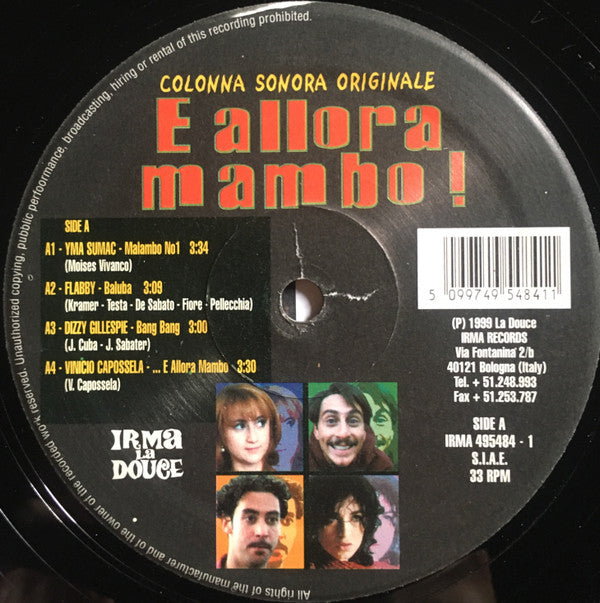 All rights of the manufacturer and of the owner of the recorded work reserved. Unauthorized copying, pubblic perfoormance, broadcasting, hiring or rental of this recording prohibited.
COLONNA SONORA ORIGINALE
E allora
mambo !
SIDE A
A1 - YMA SUMAC - Malambo No1 3:34
(Moises Vivanco)
A2 - FLABBY - Baluba 3:09
(Kramer - Testa - De Sabato - Fiore - Pellecchia)
A3 - DIZZY GILLESPIE - Bang Bang 3:00
(J. Cuba - J. Sabater)
A4 - VINICIO CAPOSSELA - ... E Allora Mambo 3:30
(V. Capossela)
IRMA
LA
DOUCE
5 099749 548411
(P) 1999 La Douce
IRMA RECORDS
Via Fontanina 2/b
40121 Bologna (Italy)
Tel. + 51.248.993
Fax + 51.253.787
SIDE A
IRMA 495484 - 1
S.I.A.E.
33 RPM